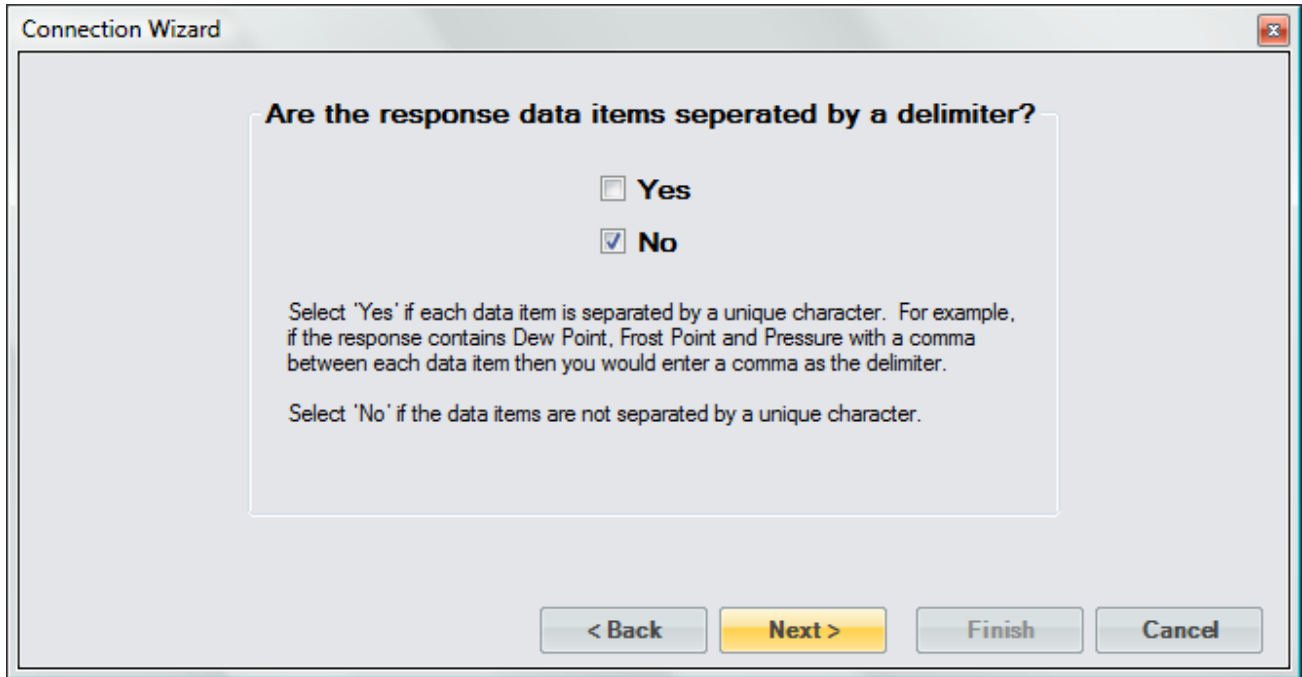 Connection Wizard
Are the response data items seperated by a delimiter?
Yes
No
Select 'Yes' if each data item is separated by a unique character.  For example,
if the response contains Dew Point, Frost Point and Pressure with a comma
between each data item then you would enter a comma as the delimiter.
Select 'No' if the data items are not separated by a unique character.
< Back
Next >
Finish
Cancel